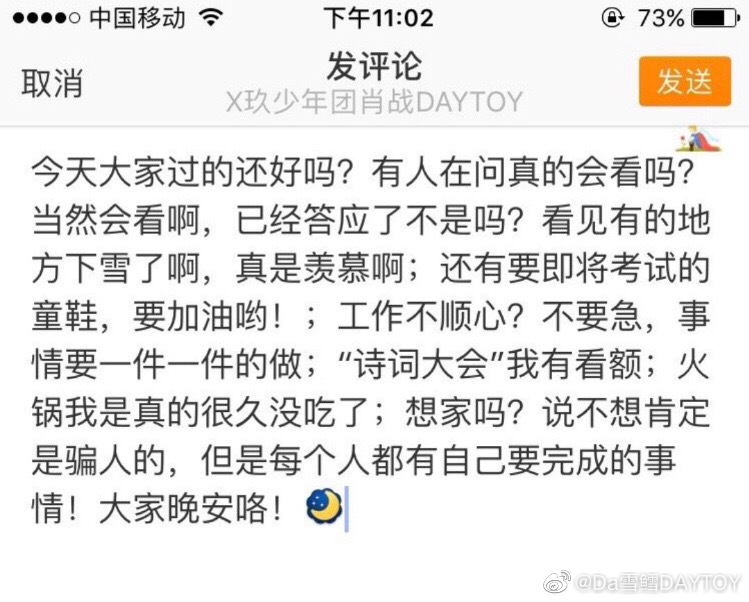 中国移动 下午11:02 73%
取消 发评论 发送
X玖少年团肖战DAYTOY
今天大家过的还好吗？有人在问真的会看吗？
当然会看啊，已经答应了不是吗？看见有的地
方下雪了啊，真是羡慕啊；还有要即将考试的
童鞋，要加油哟！；工作不顺心？不要急，事
情要一件一件的做；“诗词大会”我有看额；火
锅我是真的很久没吃了；想家吗？说不想肯定
是骗人的，但是每个人都有自己要完成的事
情！大家晚安咯！
@Da雪鳕DAYTOY